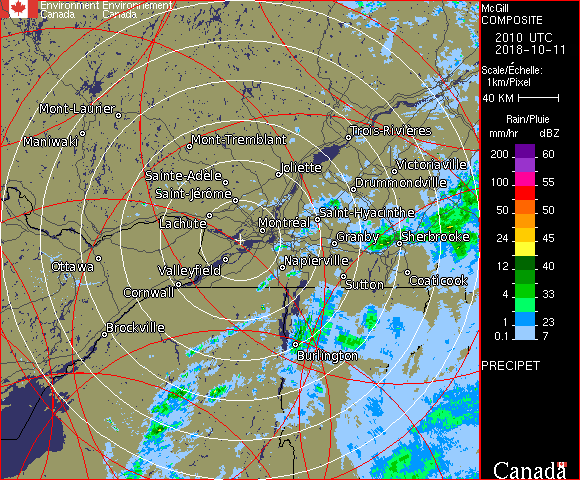 Environment Environnement
Canada Canada
Mont-Laurier
Maniwaki
Mont-Tremblant
Trois-Rivières
Sainte-Adèle
Joliette
Victoriaville
Saint-Jérôme
Drummondville
Lachute
Montréal
Saint-Hyacinthe
Granby
Sherbrooke
Ottawa
Valleyfield
Napierville
Coaticook
Cornwall
Sutton
Brockville
Burlington
McGill
COMPOSITE
2010 UTC
2018-10-11
Scale/Échelle:
1km/Pixel
40 KM
Rain/Pluie
mm/hr dBZ
200 60
100 55
50 50
24 45
12 40
4 33
1 23
0.1 7
PRECIPET
Canada